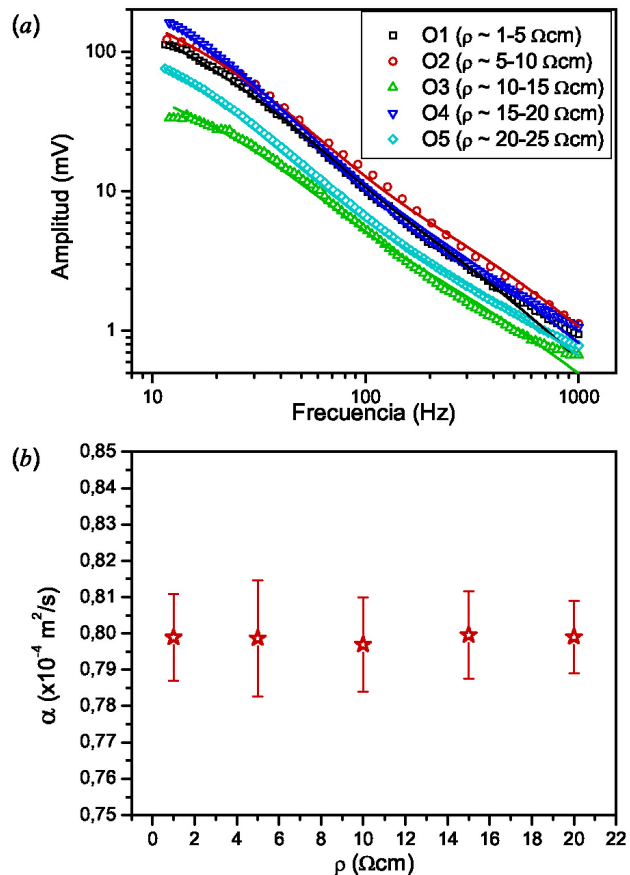 (a)
100
10
1
Amplitud (mV)
O1 (ρ ~ 1-5 Ωcm)
O2 (ρ ~ 5-10 Ωcm)
O3 (ρ ~ 10-15 Ωcm)
O4 (ρ ~ 15-20 Ωcm)
O5 (ρ ~ 20-25 Ωcm)
10 100 1000
Frecuencia (Hz)
(b)
0,85
0,84
0,83
0,82
0,81
0,80
0,79
0,78
0,77
0,76
0,75
α (x10⁻⁴ m²/s)
0 2 4 6 8 10 12 14 16 18 20 22
ρ (Ωcm)